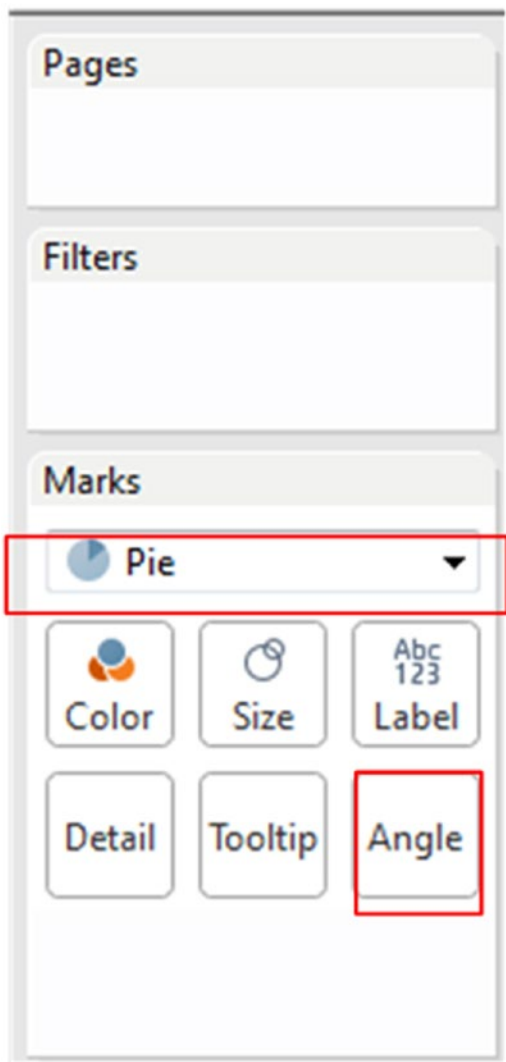 Pages
Filters
Marks
Pie
Abc
123
Color Size Label
Detail Tooltip Angle